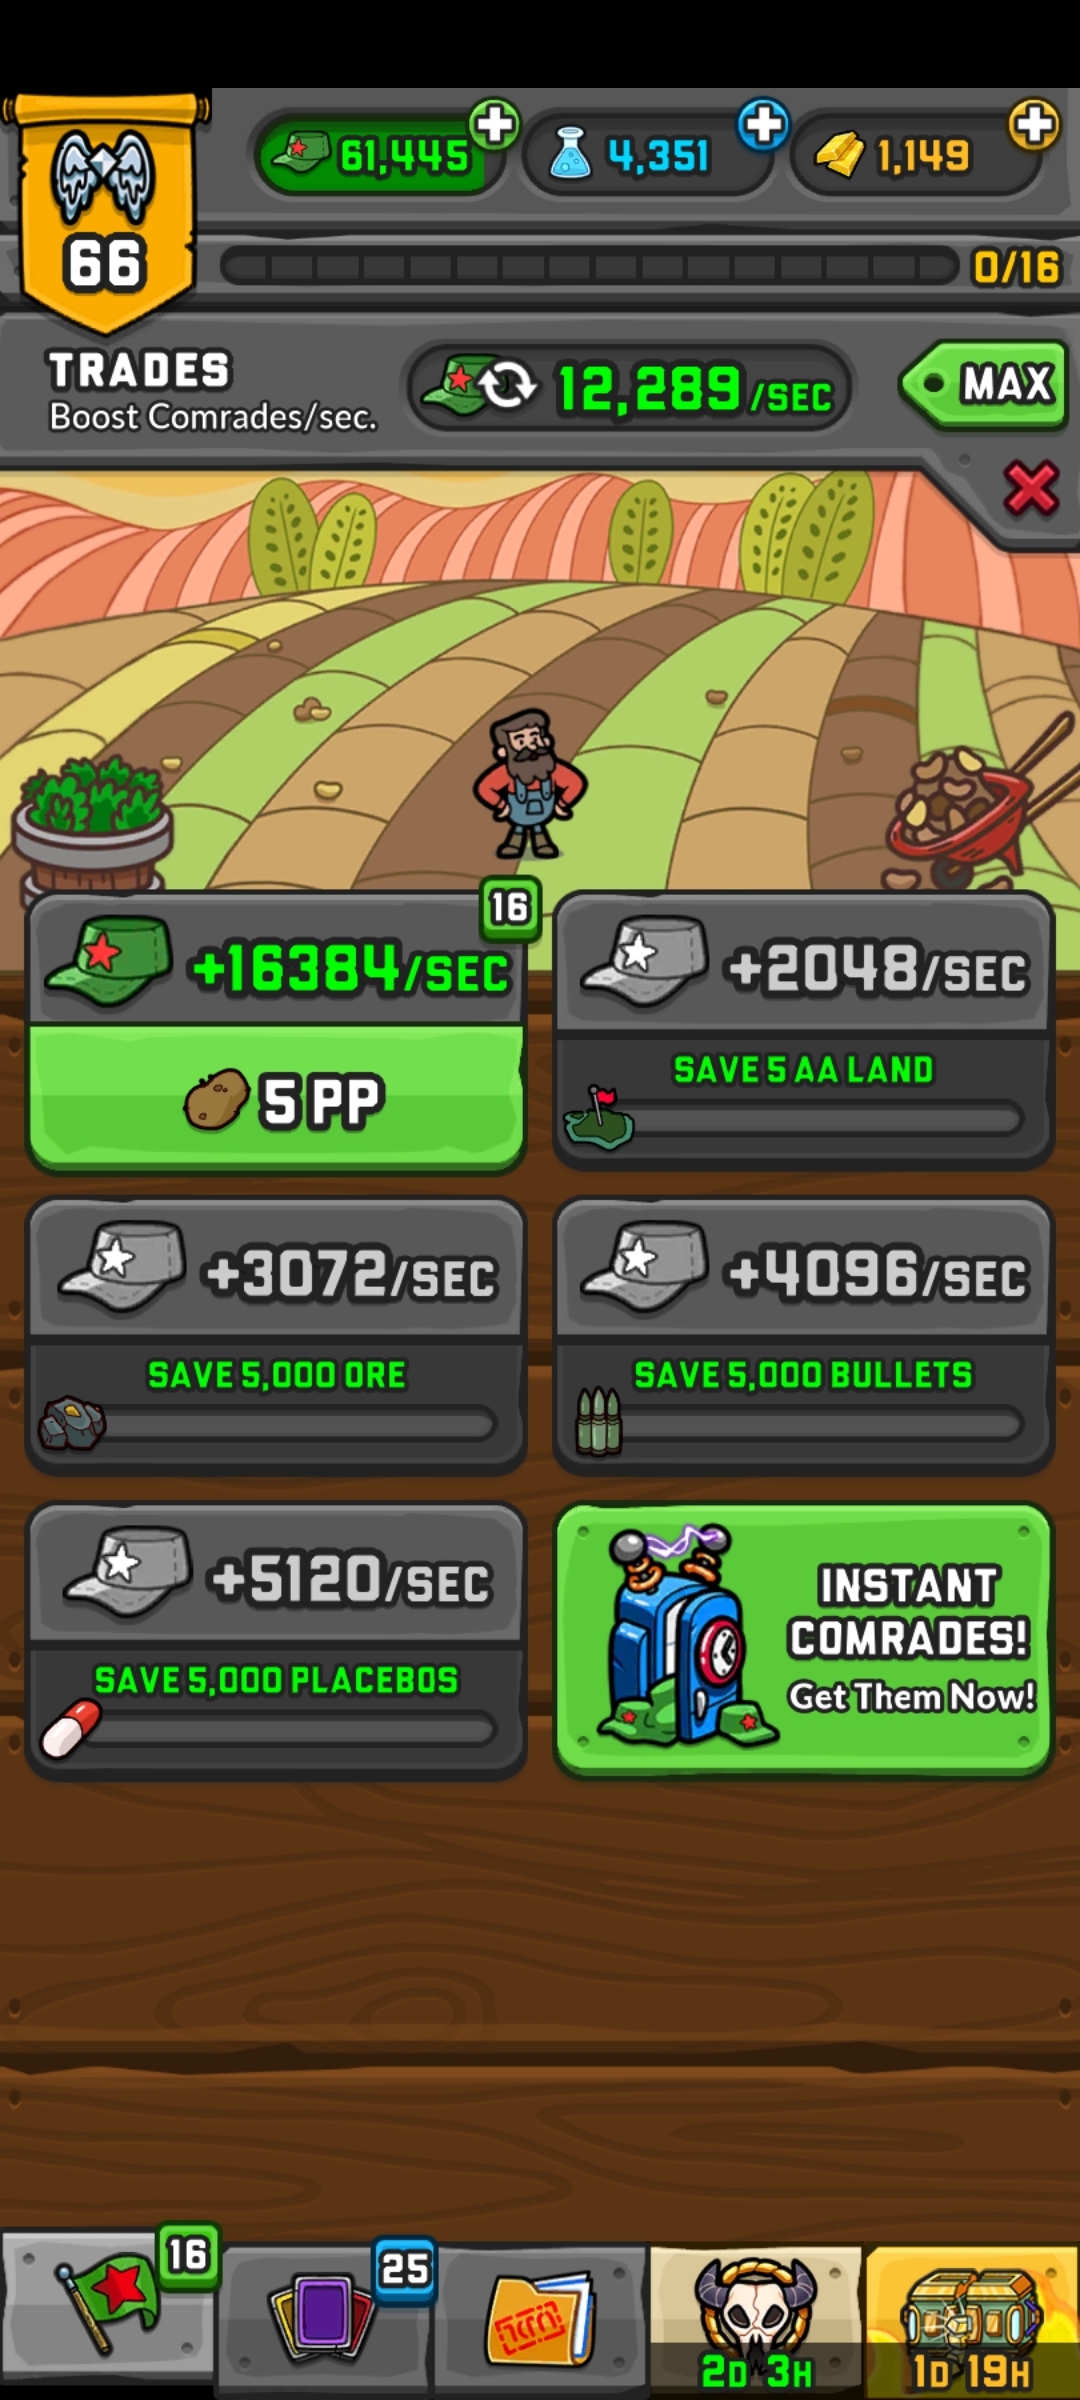 61,445
4,351
1,149
66
0/16
TRADES
Boost Comrades/sec.
12,289/SEC
MAX
16
+16384/SEC
5 PP
+2048/SEC
SAVE 5 AA LAND
+3072/SEC
SAVE 5,000 ORE
+4096/SEC
SAVE 5,000 BULLETS
+5120/SEC
SAVE 5,000 PLACEBOS
INSTANT
COMRADES!
Get Them Now!
16
25
2D 3H
1D 19H